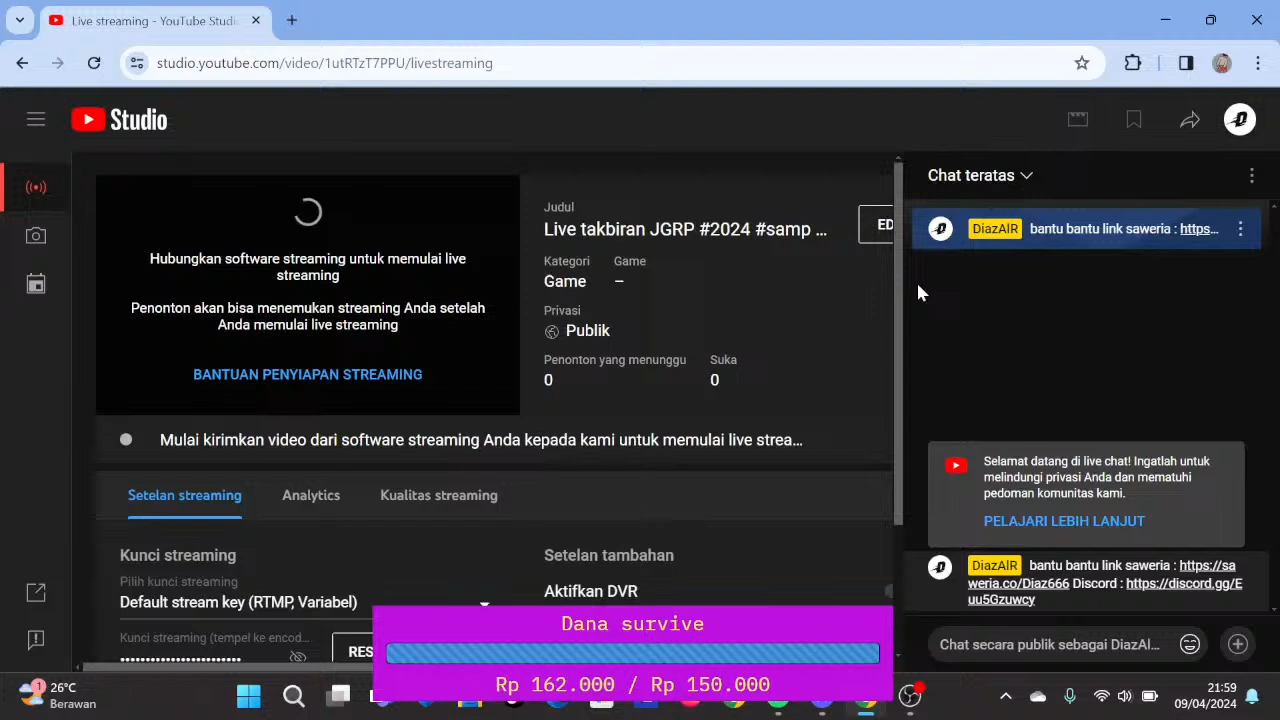 Live streaming - YouTube Studi
studio.youtube.com/video/1utRTzT7PPU/livestreaming
Studio
Hubungkan software streaming untuk memulai live
streaming
Penonton akan bisa menemukan streaming Anda setelah
Anda memulai live streaming
BANTUAN PENYIAPAN STREAMING
Judul
Live takbiran JGRP #2024 #samp ...
ED
Kategori
Game
Game
–
Privasi
Publik
Penonton yang menunggu
Suka
0
0
Mulai kirimkan video dari software streaming Anda kepada kami untuk memulai live strea...
Setelan streaming
Analytics
Kualitas streaming
Kunci streaming
Pilih kunci streaming
Default stream key (RTMP, Variabel)
Kunci streaming (tempel ke encod...
RES
Setelan tambahan
Aktifkan DVR
Chat teratas
DiazAlR bantu bantu link saweria : https...
Selamat datang di live chat! Ingatlah untuk
melindungi privasi Anda dan mematuhi
pedoman komunitas kami.
PELAJARI LEBIH LANJUT
DiazAlR bantu bantu link saweria : https://sa
weria.co/Diaz666 Discord : https://discord.gg/E
uu5Gzuwcy
Chat secara publik sebagai DiazAl...
Dana survive
Rp 162.000 / Rp 150.000
1
26°C
Berawan
21:59
09/04/2024